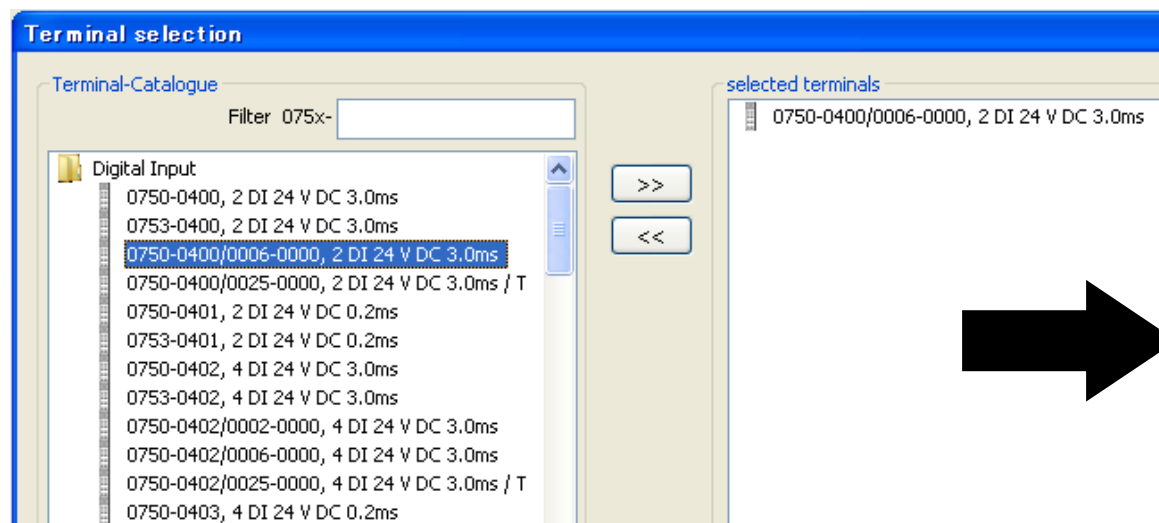 Terminal selection
Terminal-Catalogue
Filter 075x-
Digital Input
0750-0400, 2 DI 24 V DC 3.0ms
0753-0400, 2 DI 24 V DC 3.0ms
0750-0400/0006-0000, 2 DI 24 V DC 3.0ms
0750-0400/0025-0000, 2 DI 24 V DC 3.0ms / T
0750-0401, 2 DI 24 V DC 0.2ms
0753-0401, 2 DI 24 V DC 0.2ms
0750-0402, 4 DI 24 V DC 3.0ms
0753-0402, 4 DI 24 V DC 3.0ms
0750-0402/0002-0000, 4 DI 24 V DC 3.0ms
0750-0402/0006-0000, 4 DI 24 V DC 3.0ms
0750-0402/0025-0000, 4 DI 24 V DC 3.0ms / T
0750-0403, 4 DI 24 V DC 0.2ms
>>
<<
selected terminals
0750-0400/0006-0000, 2 DI 24 V DC 3.0ms